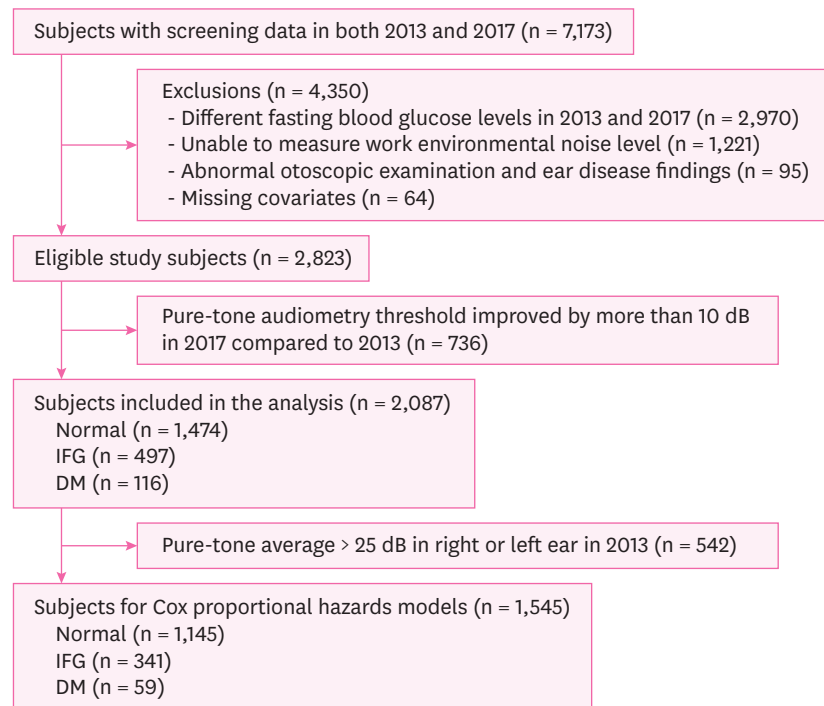 Subjects with screening data in both 2013 and 2017 (n = 7,173)
Exclusions (n = 4,350)
- Different fasting blood glucose levels in 2013 and 2017 (n = 2,970)
- Unable to measure work environmental noise level (n = 1,221)
- Abnormal otoscopic examination and ear disease findings (n = 95)
- Missing covariates (n = 64)
Eligible study subjects (n = 2,823)
Pure-tone audiometry threshold improved by more than 10 dB
in 2017 compared to 2013 (n = 736)
Subjects included in the analysis (n = 2,087)
Normal (n = 1,474)
IFG (n = 497)
DM (n = 116)
Pure-tone average > 25 dB in right or left ear in 2013 (n = 542)
Subjects for Cox proportional hazards models (n = 1,545)
Normal (n = 1,145)
IFG (n = 341)
DM (n = 59)